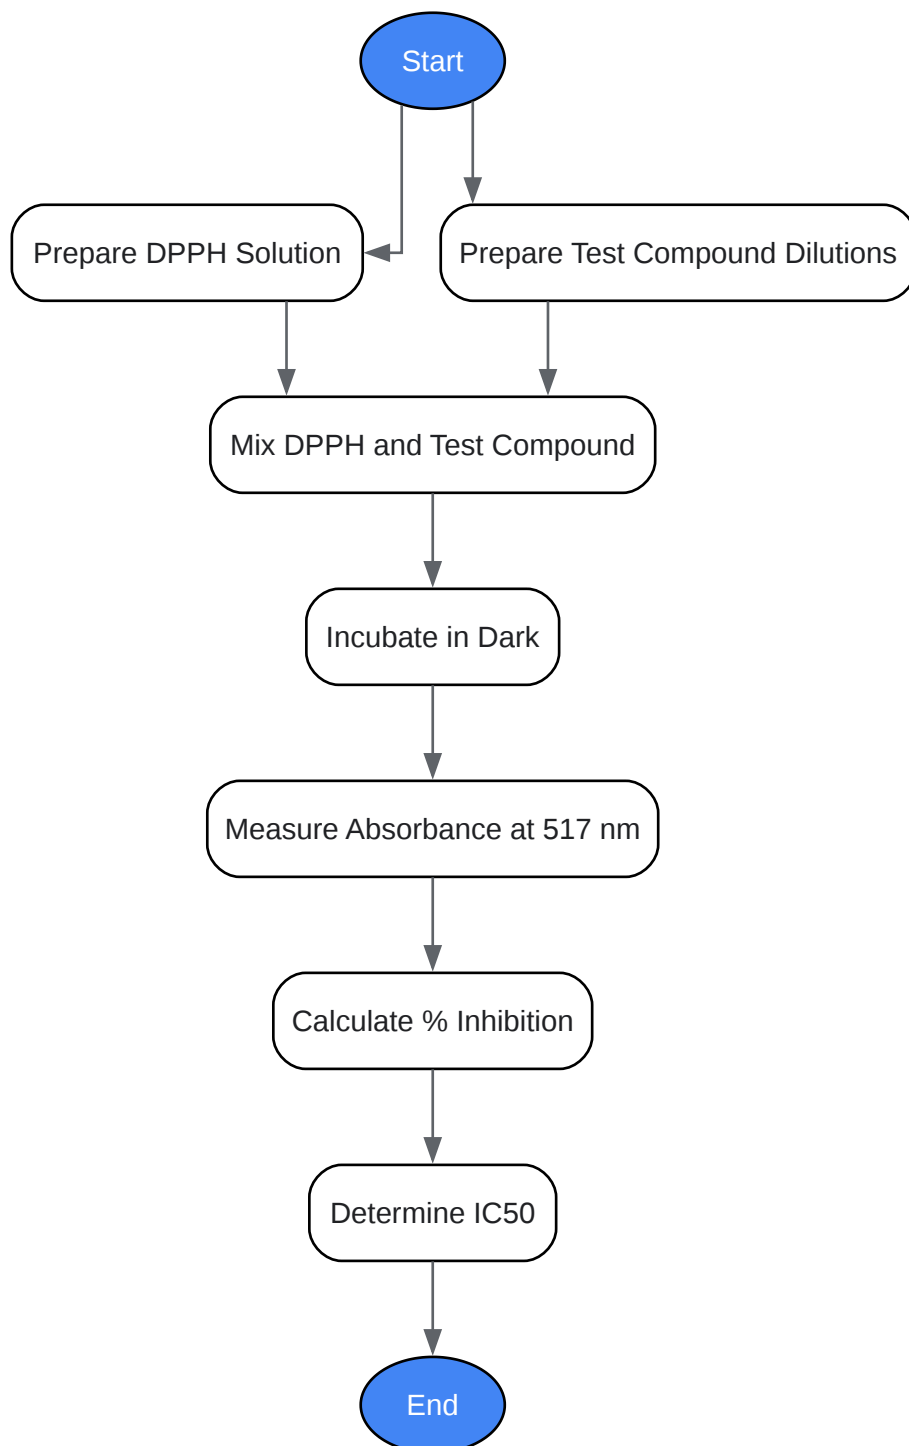 Start
Prepare DPPH Solution
Prepare Test Compound Dilutions
Mix DPPH and Test Compound
Incubate in Dark
Measure Absorbance at 517 nm
Calculate % Inhibition
Determine IC50
End